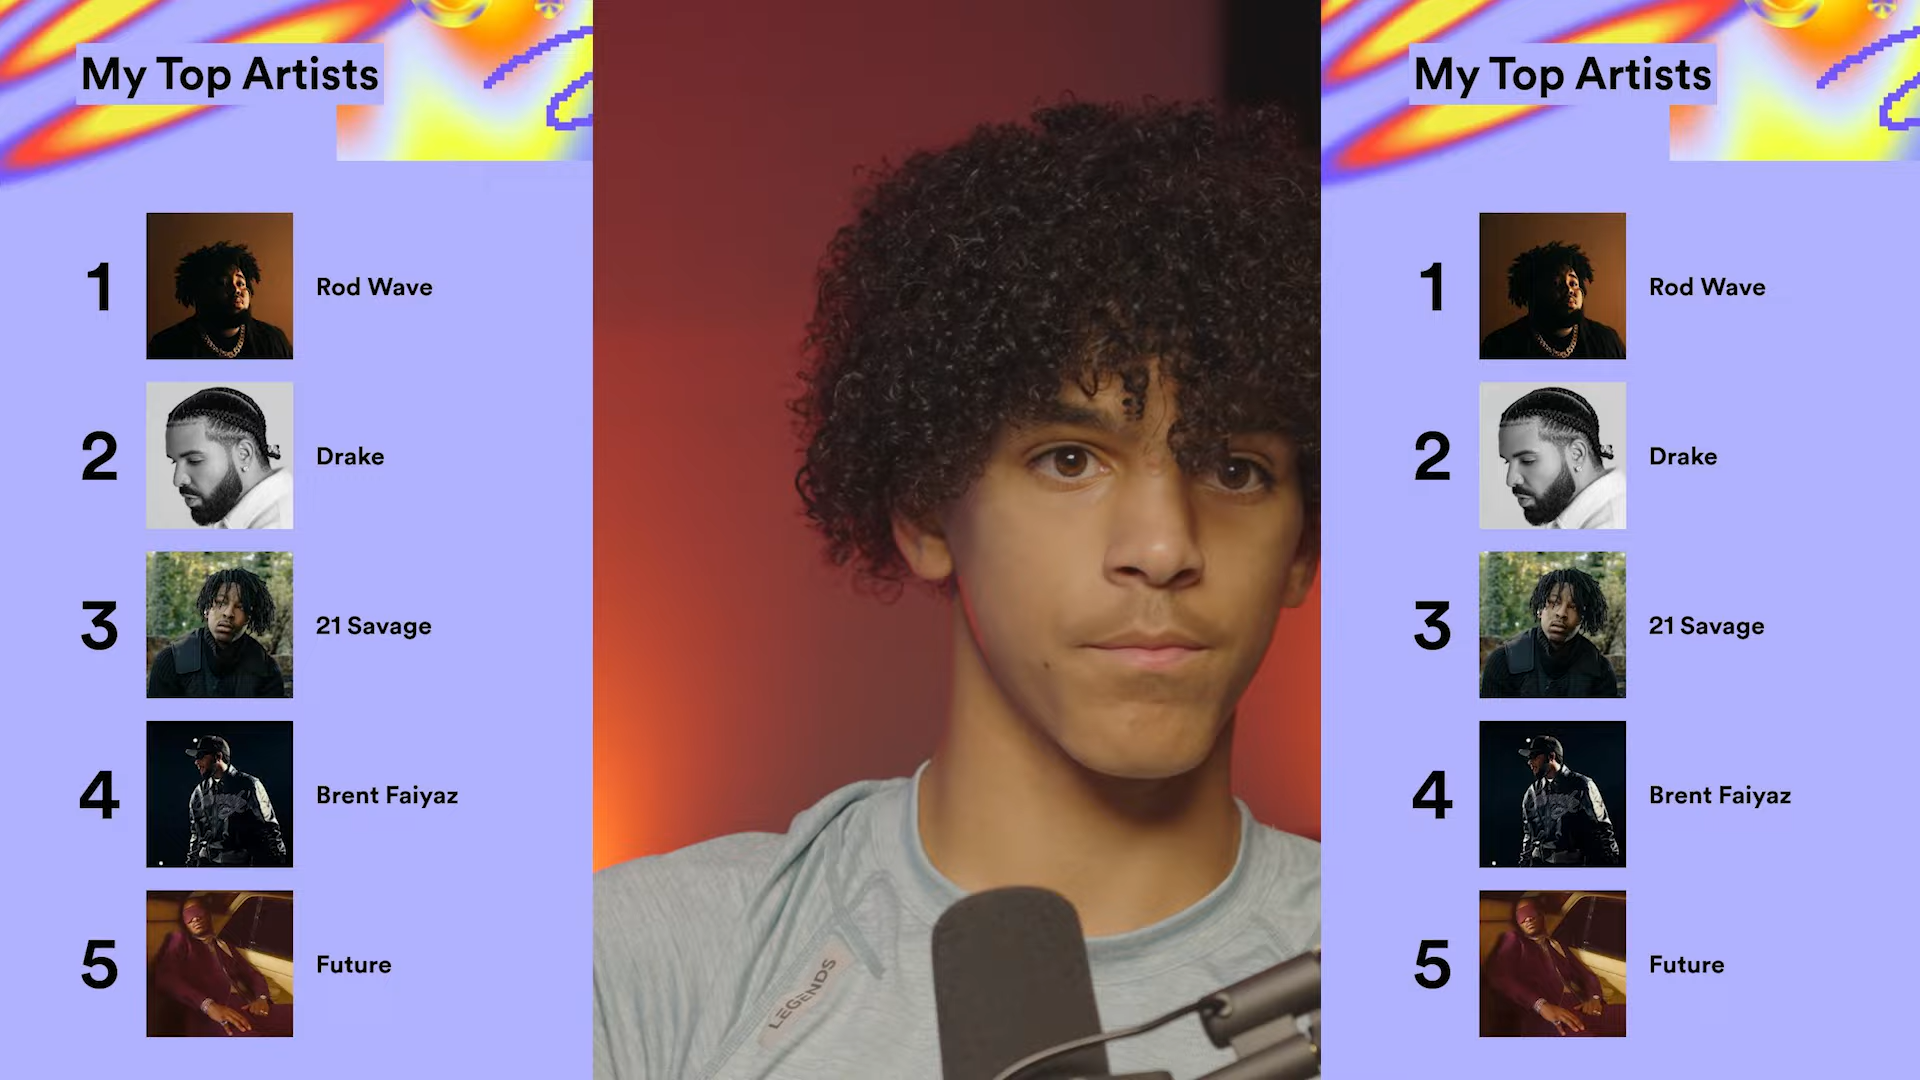 My Top Artists
1 Rod Wave
2 Drake
3 21 Savage
4 Brent Faiyaz
5 Future
LEGENDS
My Top Artists
1 Rod Wave
2 Drake
3 21 Savage
4 Brent Faiyaz
5 Future